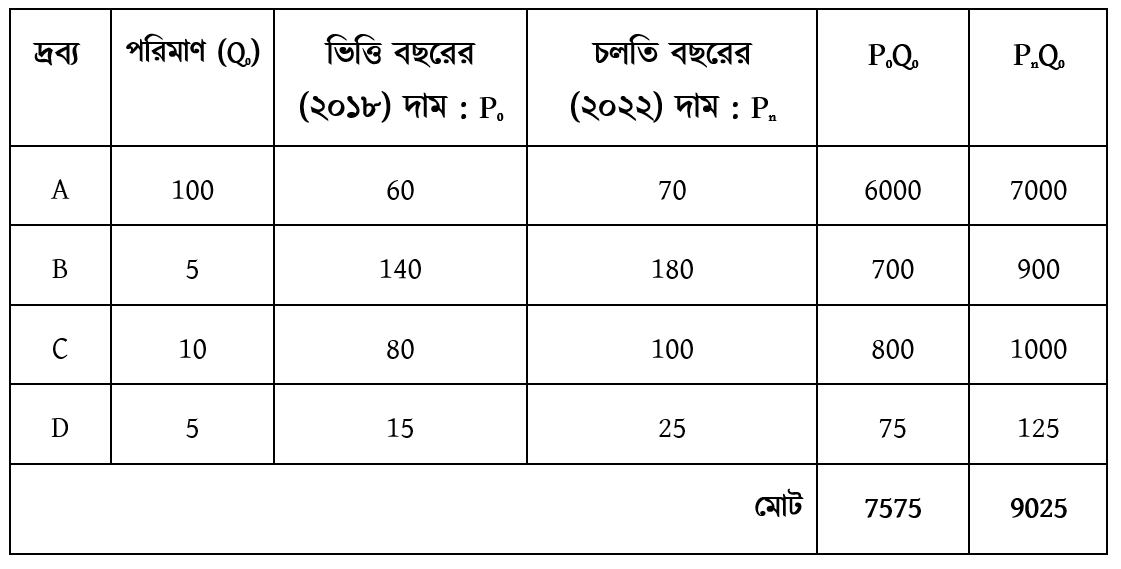 দ্রব্য পরিমাণ (Q₀) ভিত্তি বছরের (২০১৮) দাম : P₀ চলতি বছরের (২০২২) দাম : Pₙ P₀Q₀ PₙQ₀
A 100 60 70 6000 7000
B 5 140 180 700 900
C 10 80 100 800 1000
D 5 15 25 75 125
মোট 7575 9025